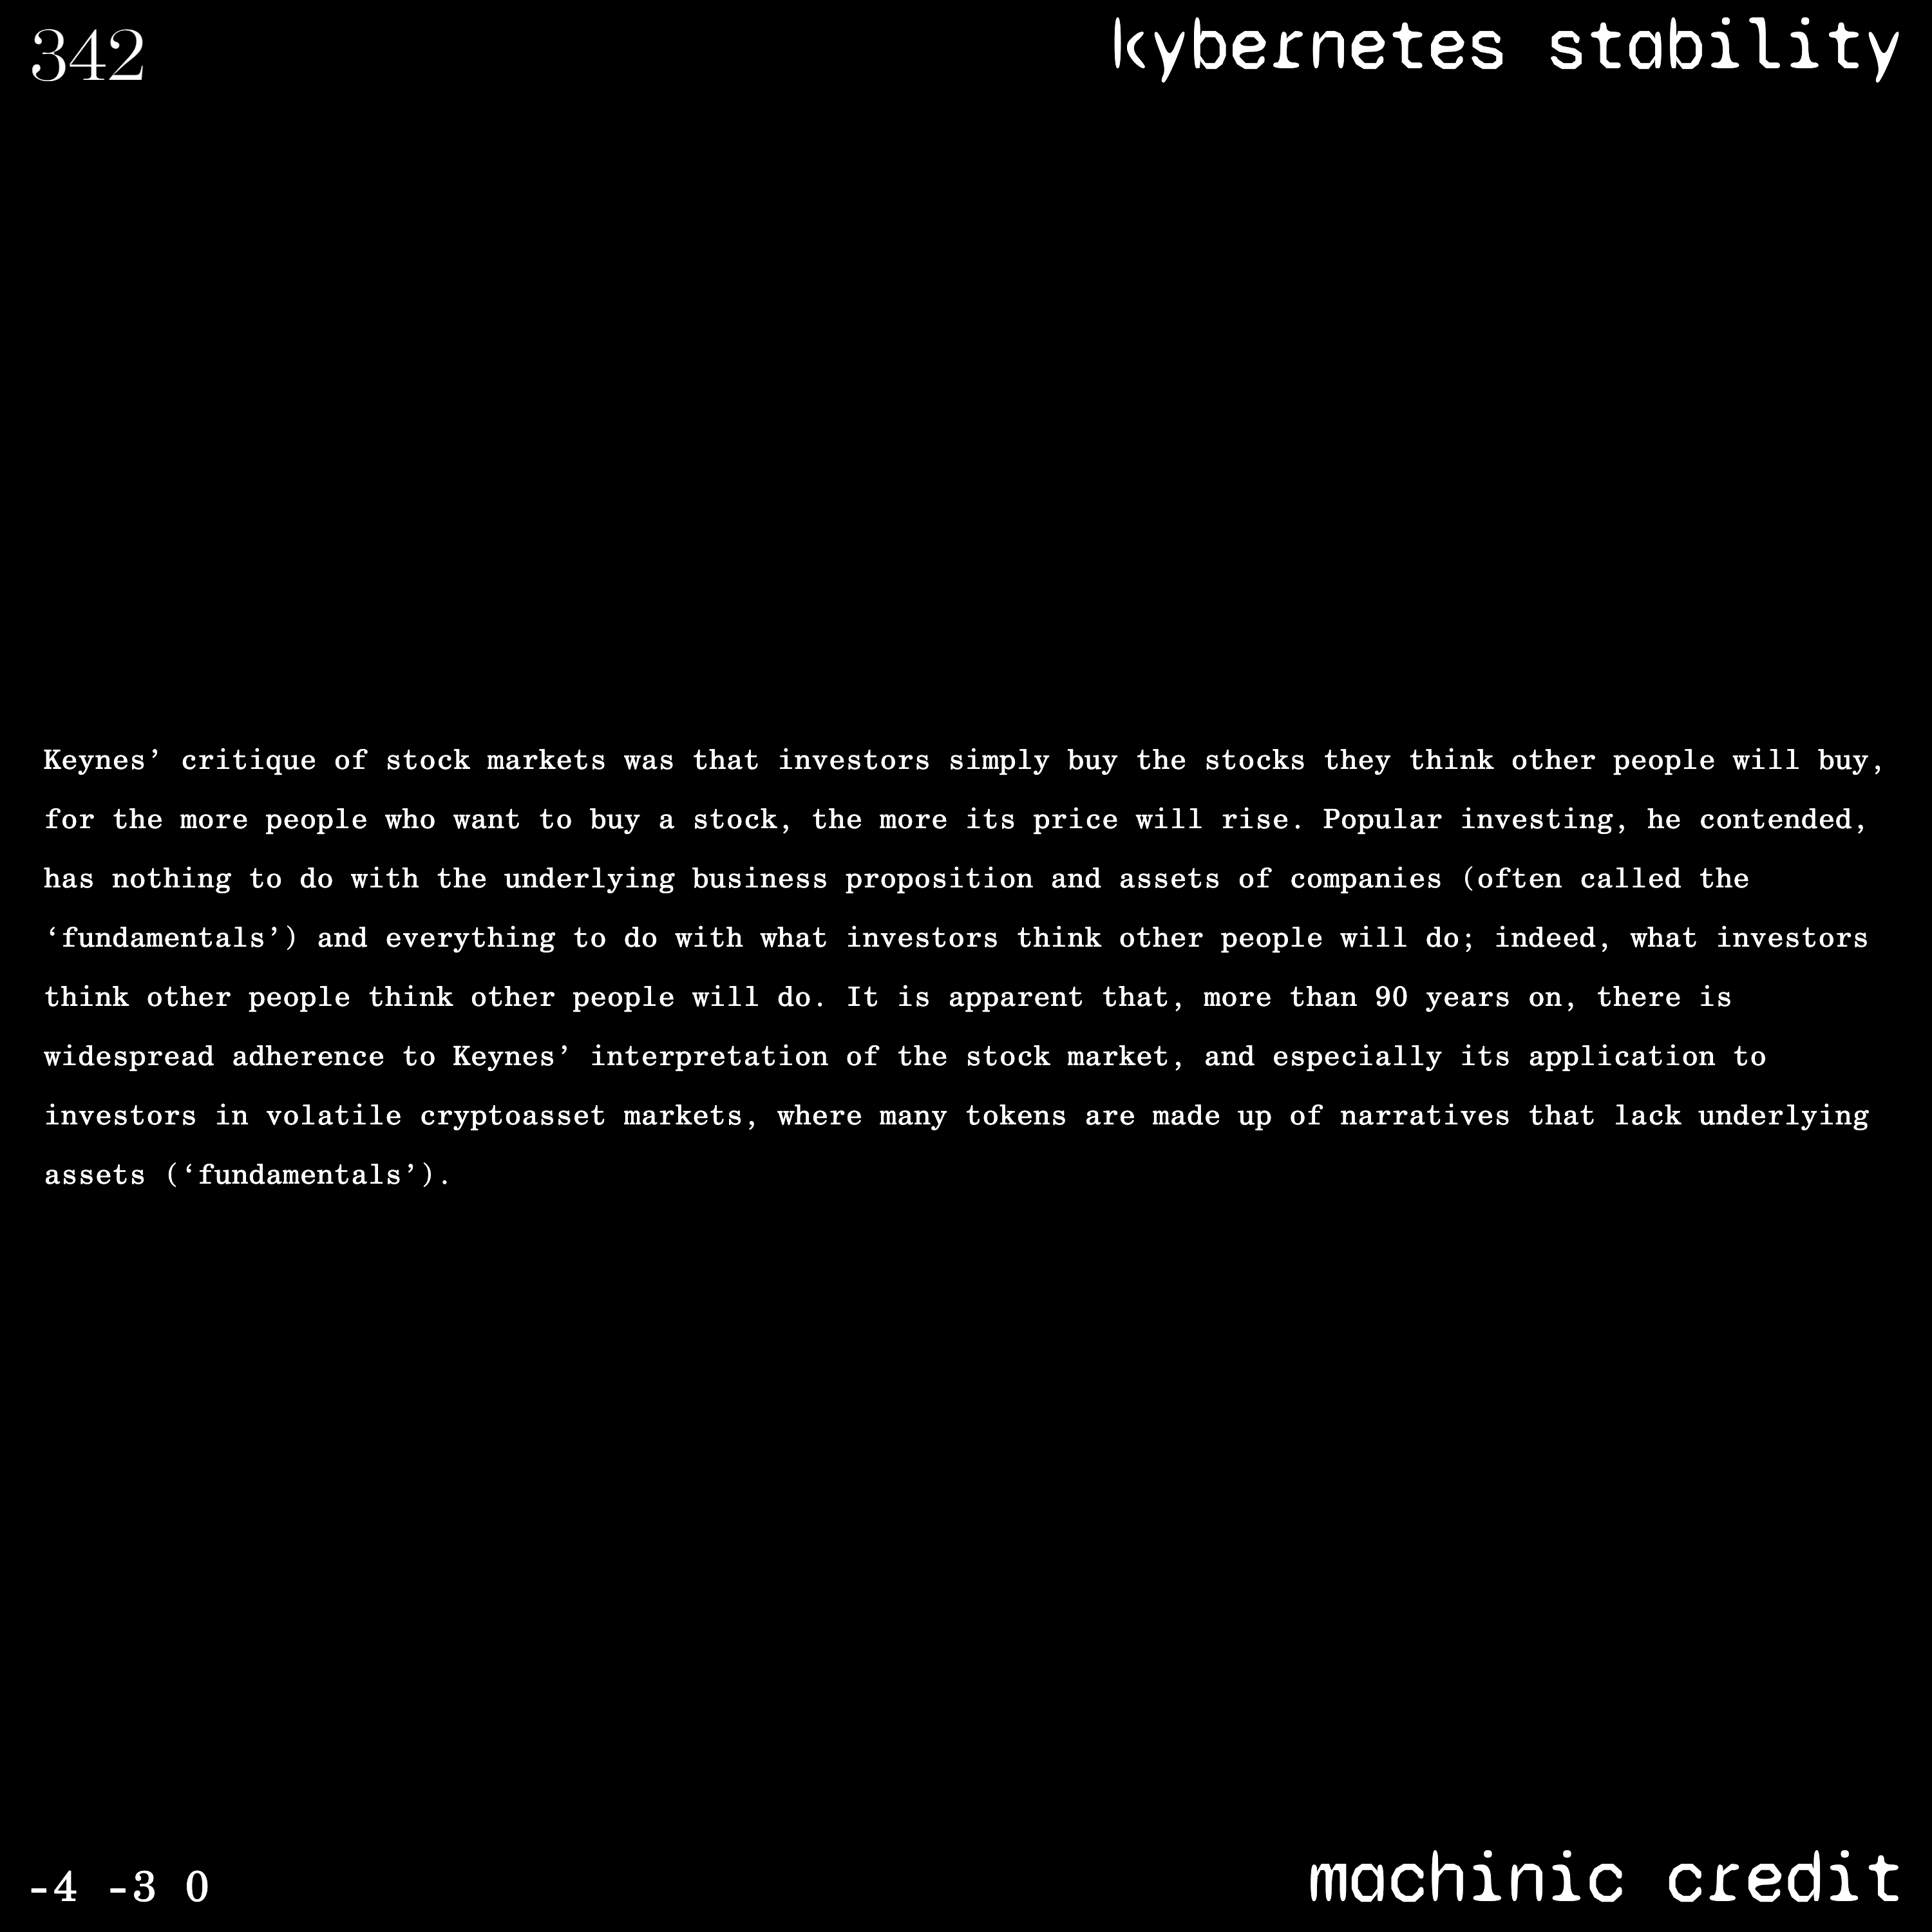 342
kybernetes stability
Keynes’ critique of stock markets was that investors simply buy the stocks they think other people will buy,
for the more people who want to buy a stock, the more its price will rise. Popular investing, he contended,
has nothing to do with the underlying business proposition and assets of companies (often called the
‘fundamentals’) and everything to do with what investors think other people will do; indeed, what investors
think other people think other people will do. It is apparent that, more than 90 years on, there is
widespread adherence to Keynes’ interpretation of the stock market, and especially its application to
investors in volatile cryptoasset markets, where many tokens are made up of narratives that lack underlying
assets (‘fundamentals’).
-4 -3 0
machinic credit